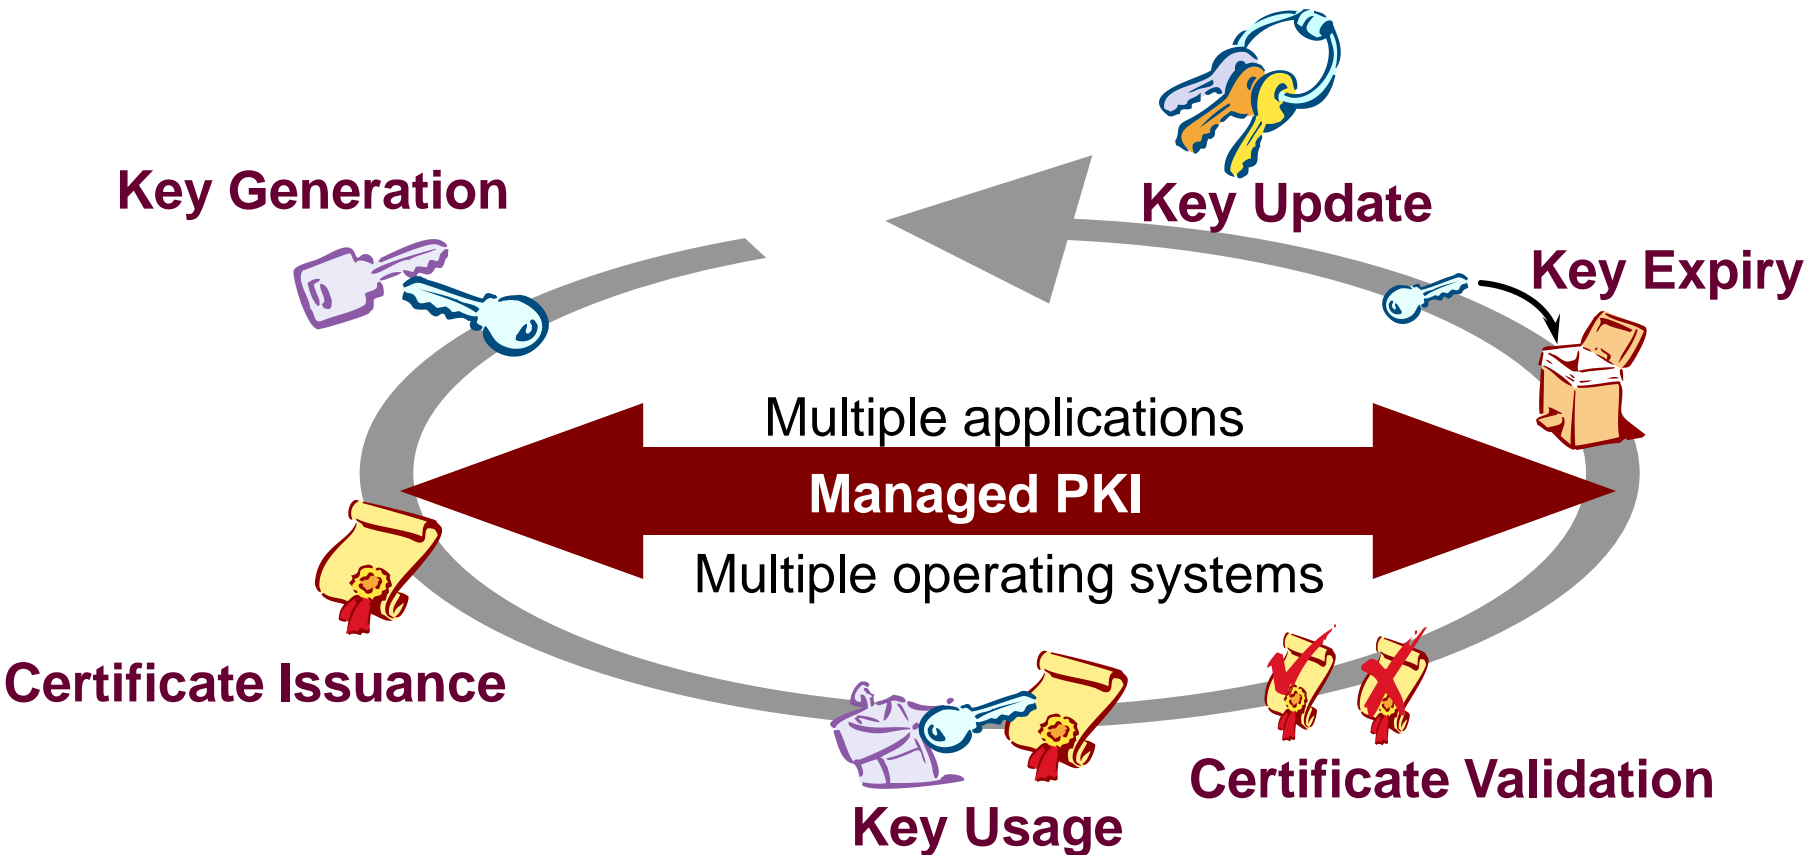 Key Update
Key Generation
Key Expiry
Multiple applications
Managed PKI
Multiple operating systems
Certificate Issuance
Certificate Validation
Key Usage